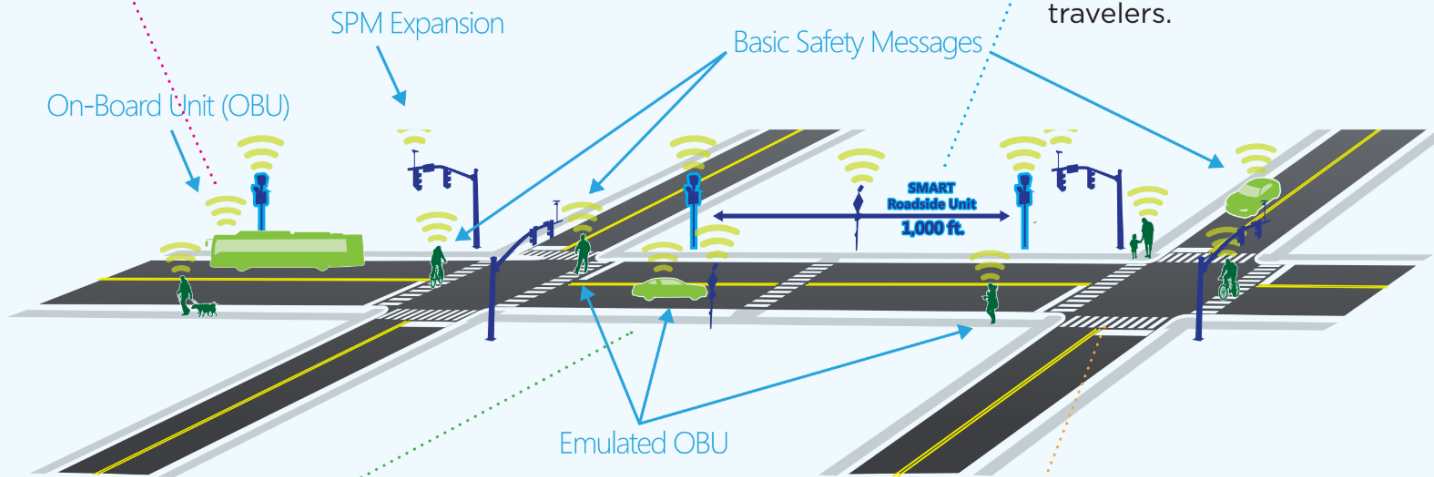 travelers.
SPM Expansion
Basic Safety Messages
On-Board Unit (OBU)
SMART
Roadside Unit
1,000 ft.
Emulated OBU